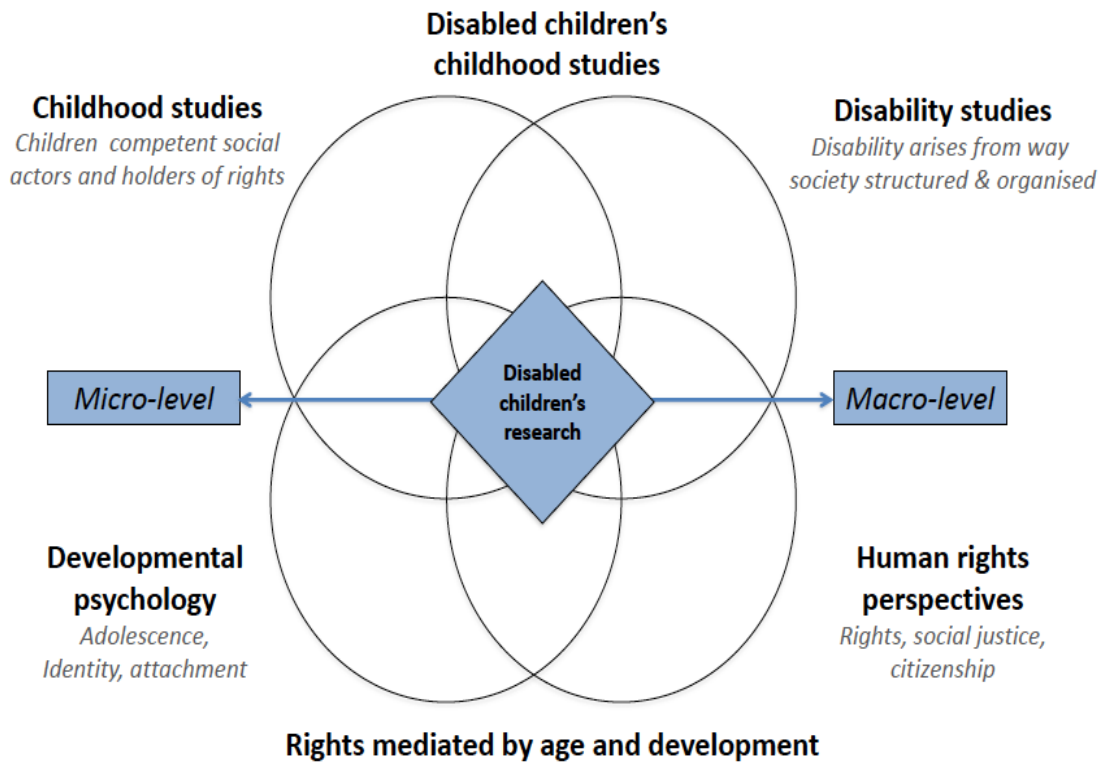 Disabled children's
childhood studies
Childhood studies
Children competent social
actors and holders of rights
Disability studies
Disability arises from way
society structured & organised
Micro-level
Disabled
children's
research
Macro-level
Developmental
psychology
Adolescence,
Identity, attachment
Human rights
perspectives
Rights, social justice,
citizenship
Rights mediated by age and development